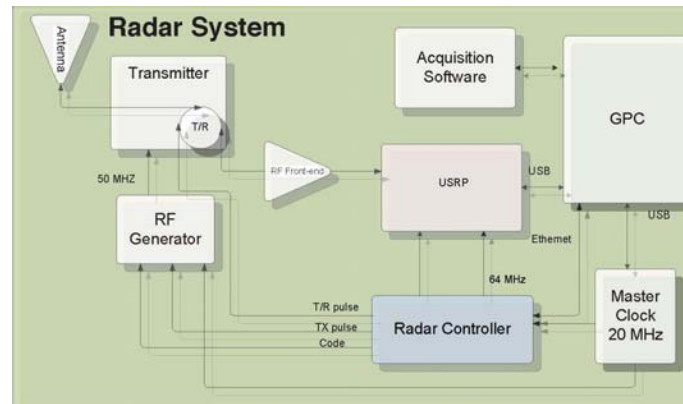 Radar System
Antenna
Transmitter
T/R
Acquisition
Software
GPC
RF Front-end
USRP
USB
50 MHZ
RF
Generator
Ethernet
USB
64 MHz
T/R pulse
TX pulse
Code
Radar Controller
Master
Clock
20 MHz